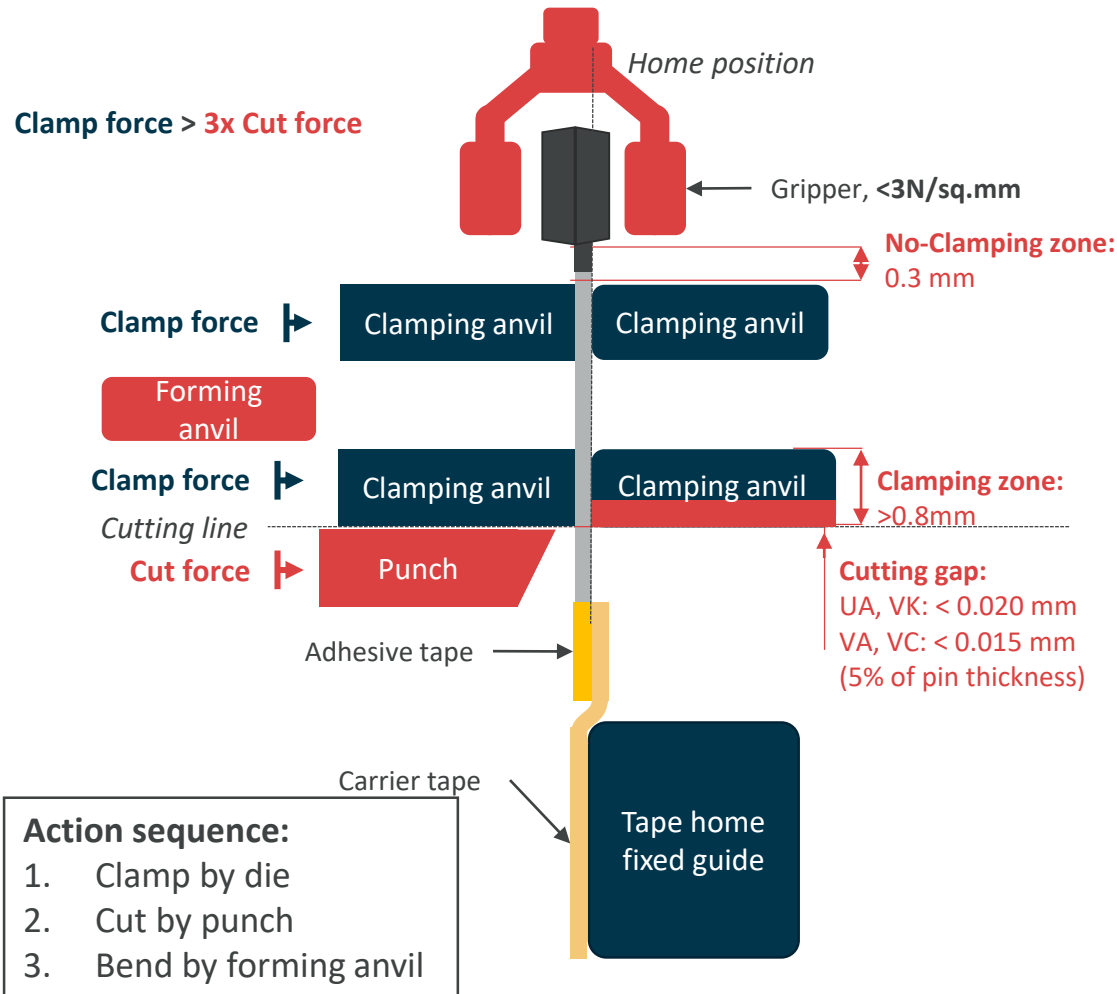 Home position
Clamp force > 3x Cut force
Gripper, <3N/sq.mm
No-Clamping zone:
0.3 mm
Clamp force
Clamping anvil
Clamping anvil
Forming
anvil
Clamp force
Clamping anvil
Clamping anvil
Clamping zone:
>0.8mm
Cutting line
Cut force
Punch
Cutting gap:
UA, VK: < 0.020 mm
VA, VC: < 0.015 mm
(5% of pin thickness)
Adhesive tape
Carrier tape
Tape home
fixed guide
Action sequence:
1. Clamp by die
2. Cut by punch
3. Bend by forming anvil